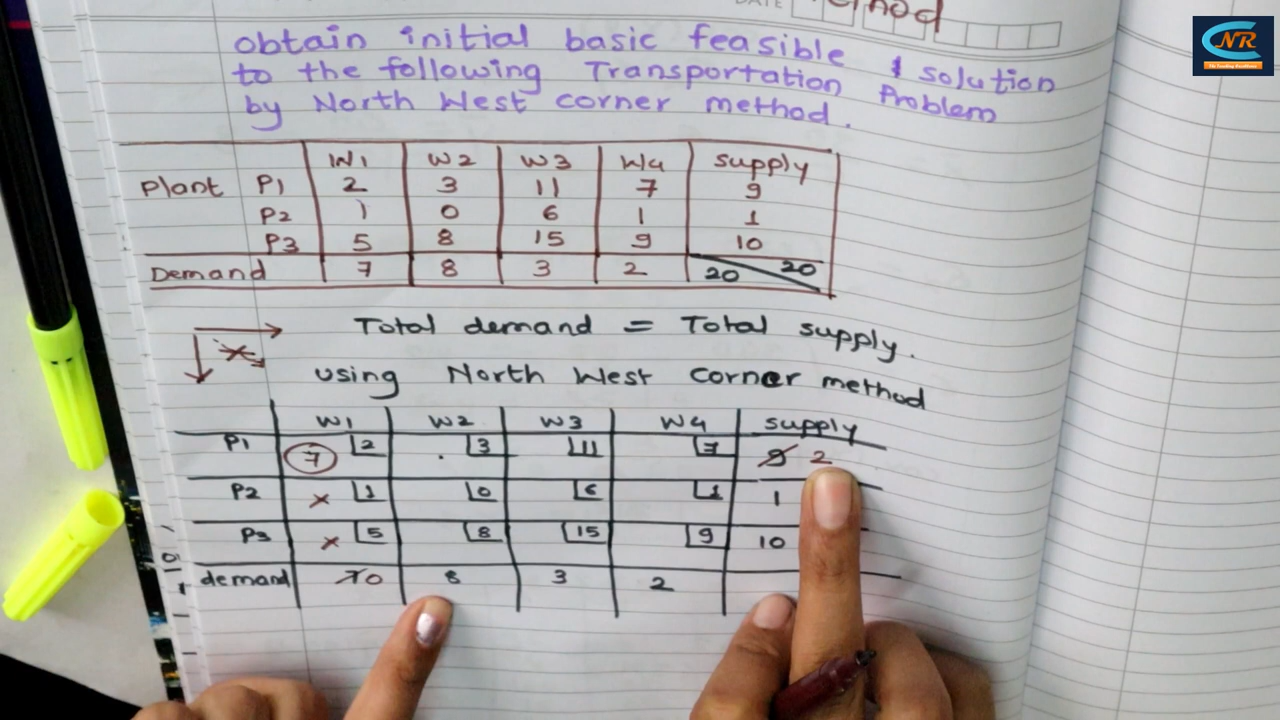 DATE
obtain initial basic feasible solution
to the following Transportation Problem
by North West corner method.
W1 W2 W3 W4 supply
Plant P1 2 3 11 7 9
P2 1 0 6 1 1
P3 5 8 15 9 10
Demand 7 8 3 2 20 20
Total demand = Total supply.
using North West Corner method
W1 W2 W3 W4 supply
P1 7 2 3 11 7 9 2
P2 x 1 0 6 1 1
P3 x 5 8 15 9 10
demand 7 0 8 3 2
NR